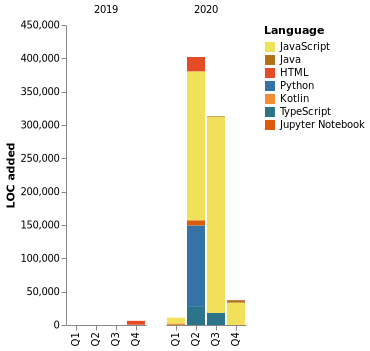 2019 2020
LOC added
450,000
400,000
350,000
300,000
250,000
200,000
150,000
100,000
50,000
0
Q1 Q2 Q3 Q4 Q1 Q2 Q3 Q4
Language
JavaScript
Java
HTML
Python
Kotlin
TypeScript
Jupyter Notebook